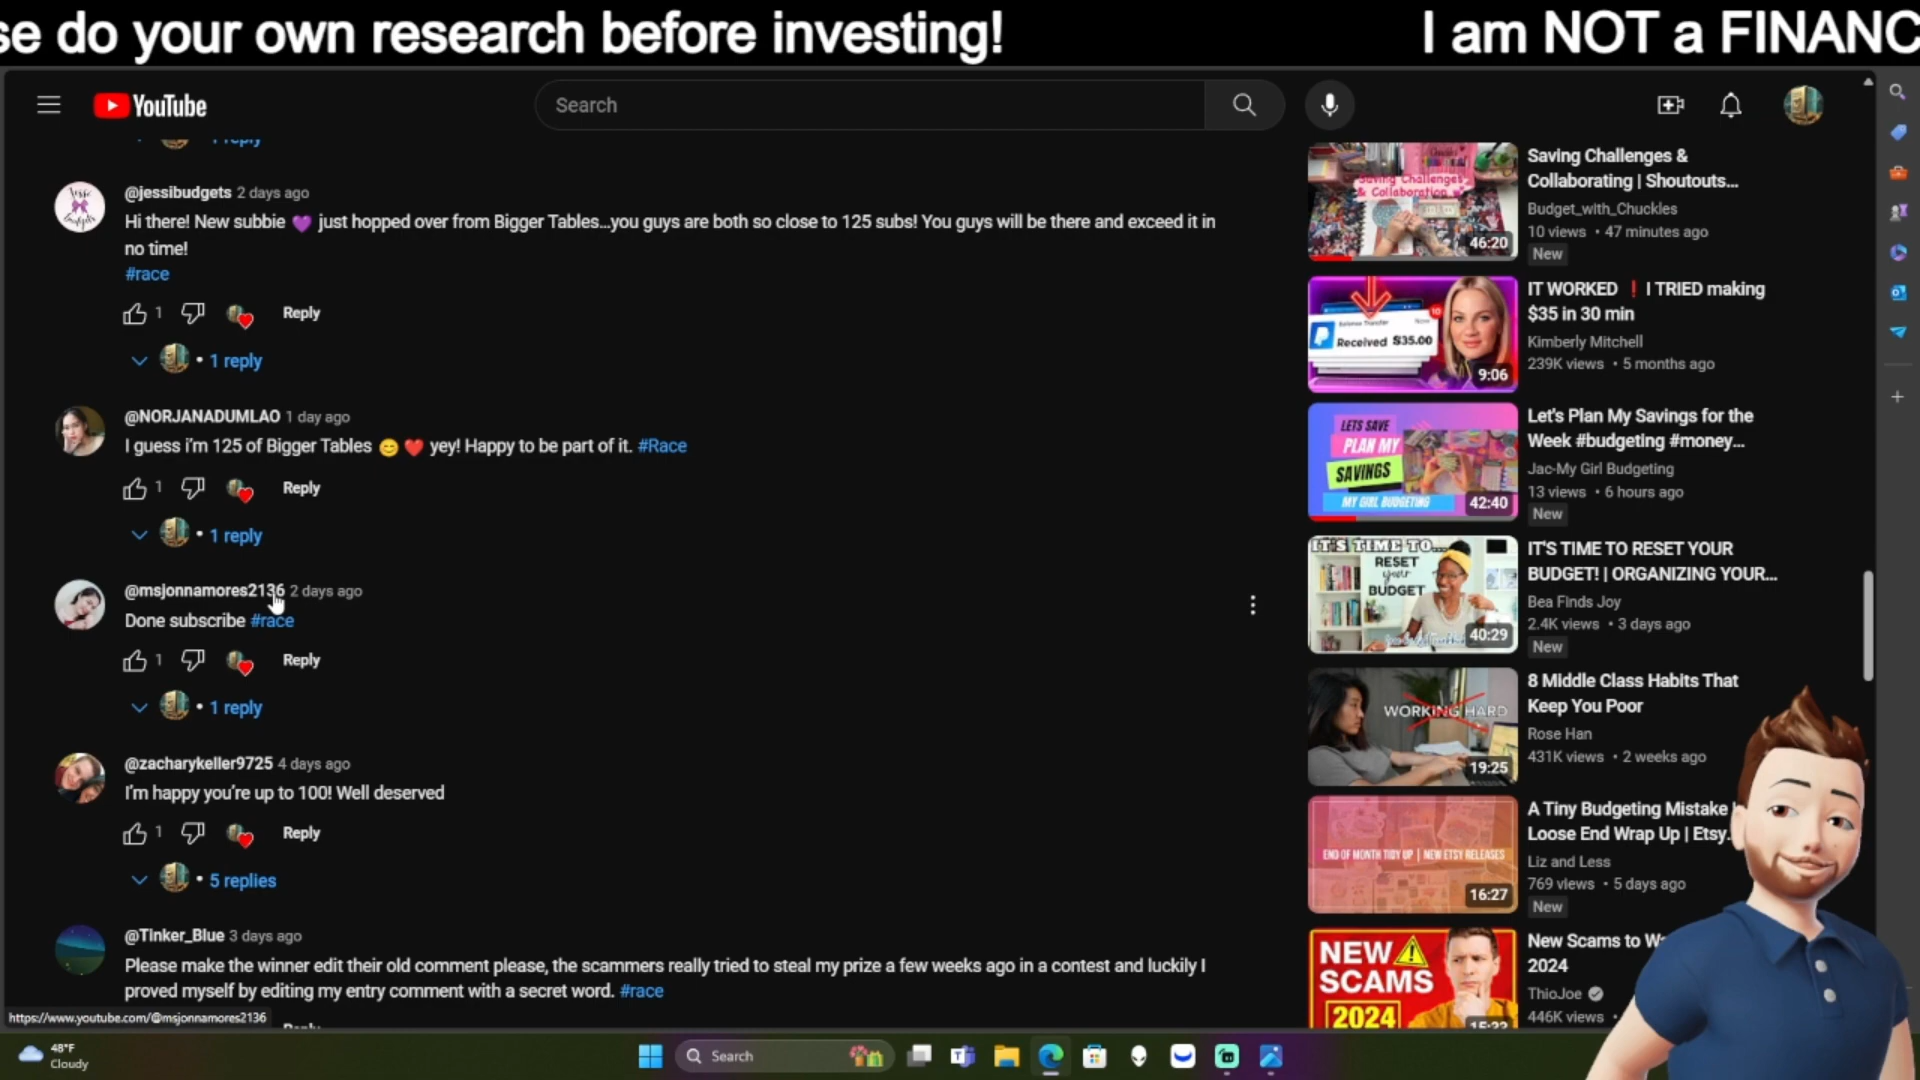 se do your own research before investing!
I am NOT a FINANC
YouTube
Search
1 reply
@jessibudgets 2 days ago
Hi there! New subbie 💜 just hopped over from Bigger Tables...you guys are both so close to 125 subs! You guys will be there and exceed it in
no time!
#race
1
Reply
1 reply
@NORJANADUMLAO 1 day ago
I guess i'm 125 of Bigger Tables 😊 ❤️ yey! Happy to be part of it. #Race
1
Reply
1 reply
@msjonnamores2136 2 days ago
Done subscribe #race
1
Reply
1 reply
@zacharykeller9725 4 days ago
I'm happy you're up to 100! Well deserved
1
Reply
5 replies
@Tinker_Blue 3 days ago
Please make the winner edit their old comment please, the scammers really tried to steal my prize a few weeks ago in a contest and luckily I
proved myself by editing my entry comment with a secret word. #race
Reply
https://www.youtube.com/@msjonnamores2136
Saving Challenges
& Collaboration
46:20
Saving Challenges &
Collaborating | Shoutouts...
Budget_with_Chuckles
10 views • 47 minutes ago
New
Received $35.00
10
9:06
IT WORKED ❗ I TRIED making
$35 in 30 min
Kimberly Mitchell
239K views • 5 months ago
LETS SAVE
PLAN MY
SAVINGS
MY GIRL BUDGETING
42:40
Let's Plan My Savings for the
Week #budgeting #money...
Jac-My Girl Budgeting
13 views • 6 hours ago
New
IT'S TIME TO...
RESET
your
BUDGET
40:29
IT'S TIME TO RESET YOUR
BUDGET! | ORGANIZING YOUR...
Bea Finds Joy
2.4K views • 3 days ago
New
WORKING HARD
19:25
8 Middle Class Habits That
Keep You Poor
Rose Han
431K views • 2 weeks ago
END OF MONTH TIDY UP | NEW ETSY RELEASES
16:27
A Tiny Budgeting Mistake
Loose End Wrap Up | Etsy
Liz and Less
769 views • 5 days ago
New
NEW
SCAMS
2024
15:22
New Scams to W
2024
ThioJoe
446K views •
48°F
Cloudy
Search